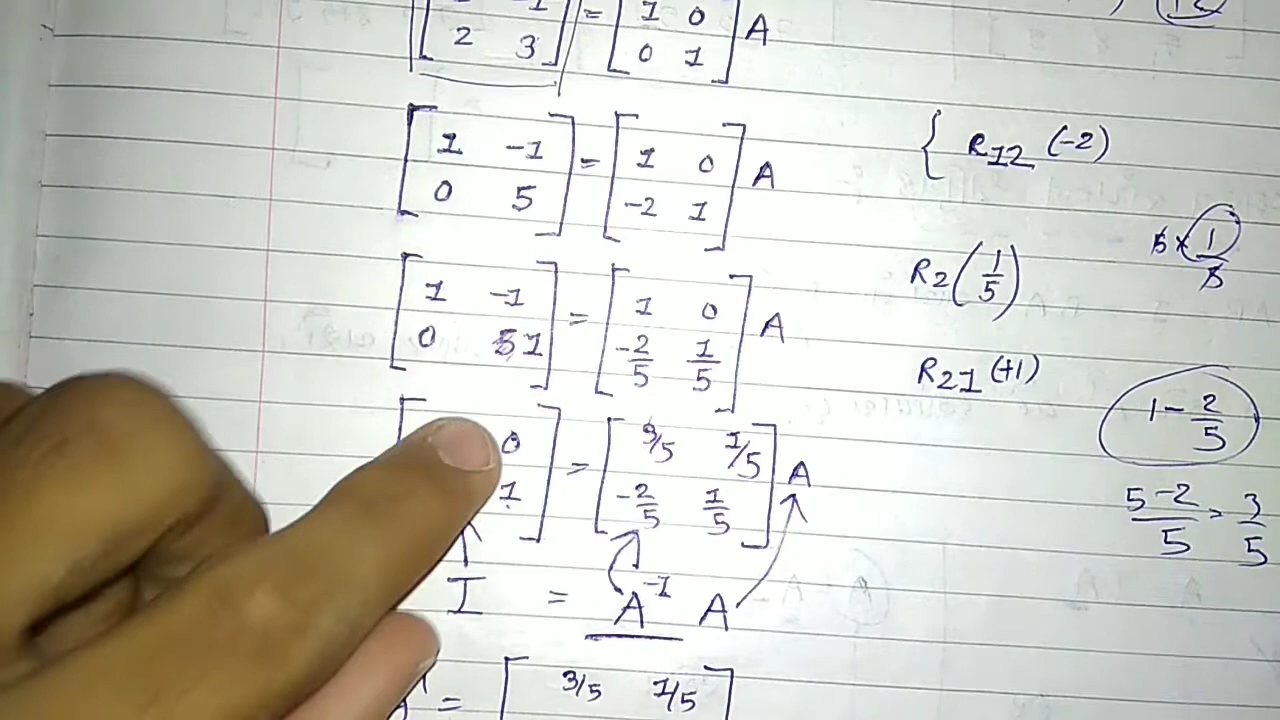 -1 = 1 0 A
2 3 0 1
1 -1 = 1 0 A { R12 (-2)
0 5 -2 1
5 × 1/5
1 -1 = 1 0 A R2 (1/5)
0 51 -2/5 1/5
R21 (+1)
1 - 2/5
0 = 3/5 1/5 A
1 -2/5 1/5
5-2/5 = 3/5
I = A⁻¹ A
= 3/5 1/5